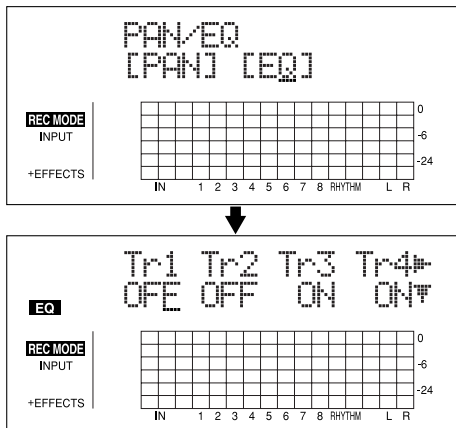 PAN/EQ
[PAN] [EQ]
REC MODE
INPUT
+EFFECTS
0
-6
-24
IN 1 2 3 4 5 6 7 8 RHYTHM L R
Tr1 Tr2 Tr3 Tr4
OFF OFF ON ON
EQ
REC MODE
INPUT
+EFFECTS
0
-6
-24
IN 1 2 3 4 5 6 7 8 RHYTHM L R